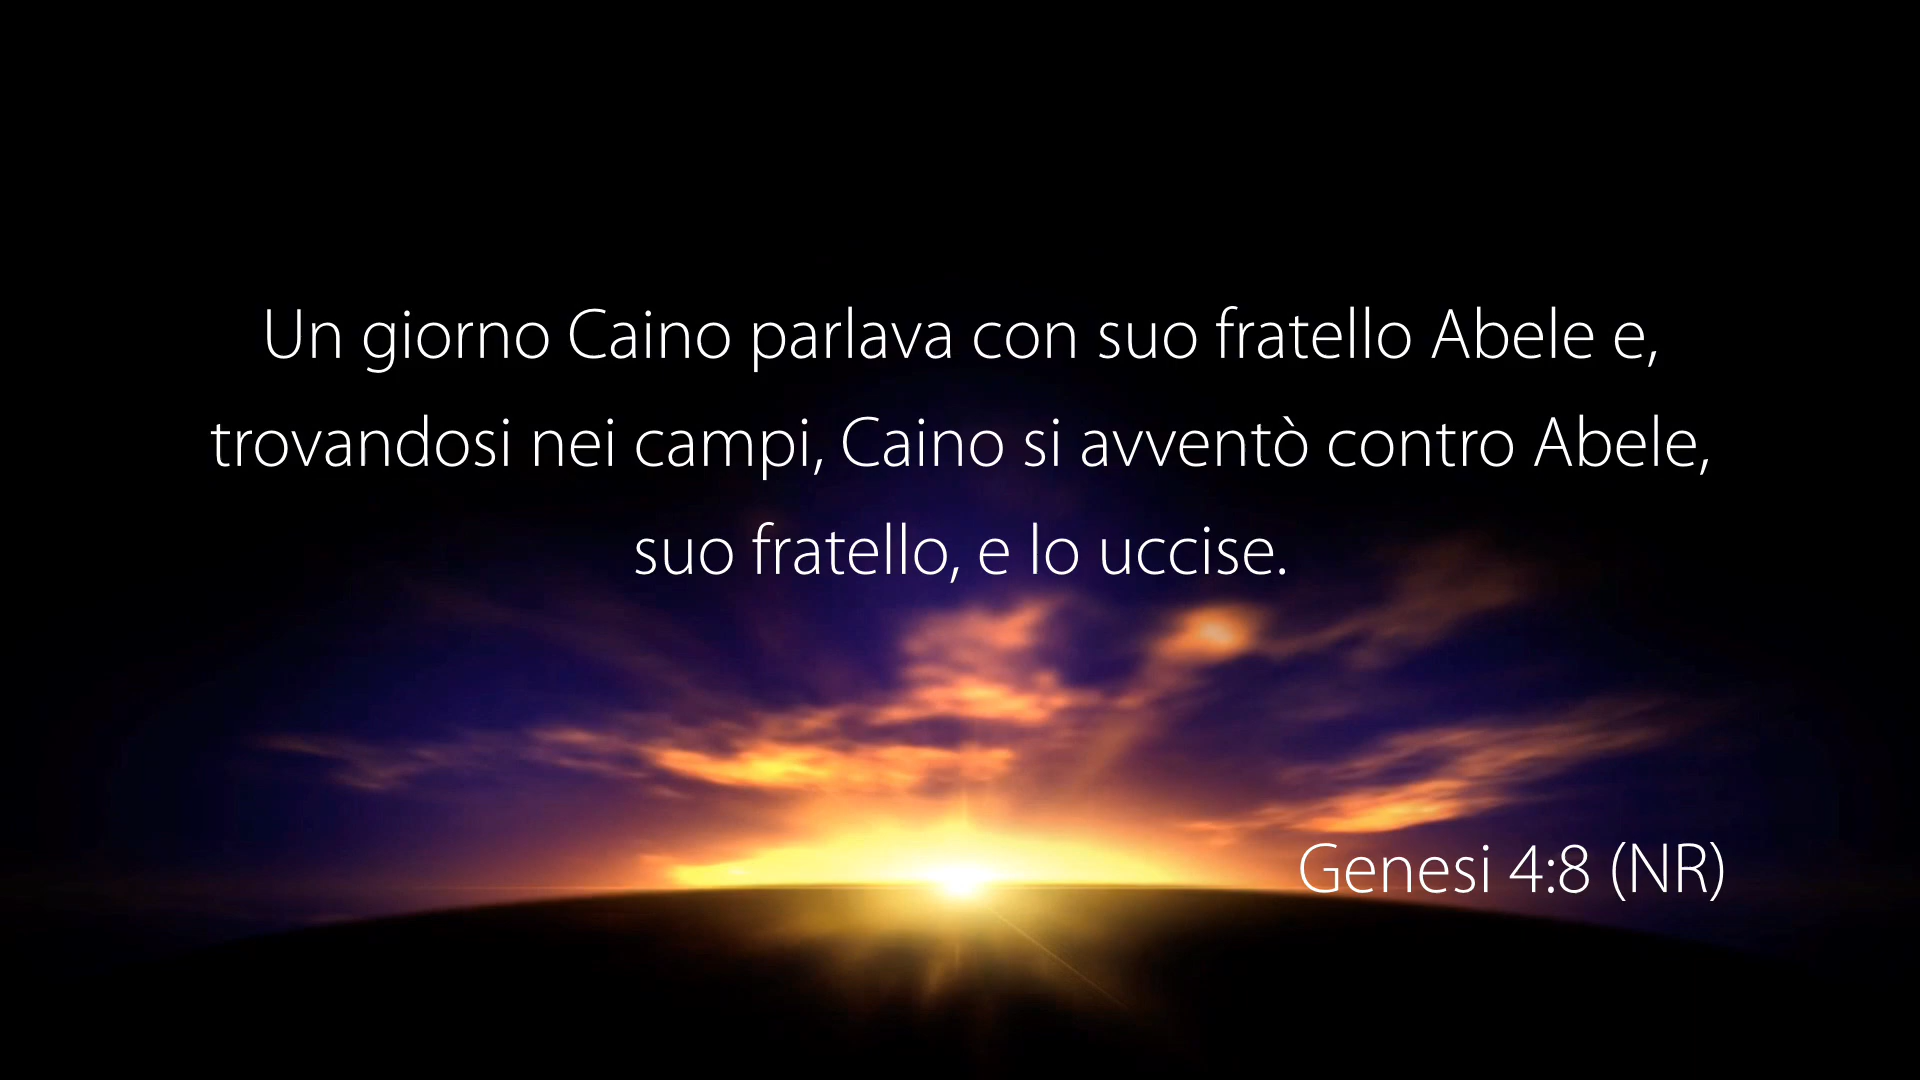 Un giorno Caino parlava con suo fratello Abele e,
trovandosi nei campi, Caino si avventò contro Abele,
suo fratello, e lo uccise.
Genesi 4:8 (NR)